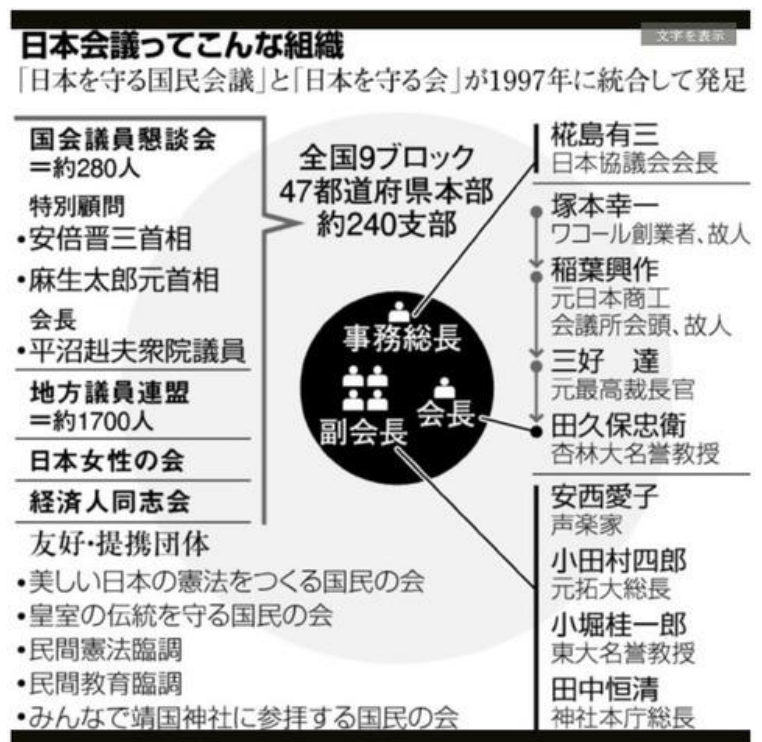 文字を表示
日本会議ってこんな組織
「日本を守る国民会議」と「日本を守る会」が1997年に統合して発足
国会議員懇談会
＝約280人
特別顧問
・安倍晋三首相
・麻生太郎元首相
会長
・平沼赳夫衆院議員
地方議員連盟
＝約1700人
日本女性の会
経済人同志会
友好・提携団体
・美しい日本の憲法をつくる国民の会
・皇室の伝統を守る国民の会
・民間憲法臨調
・民間教育臨調
・みんなで靖国神社に参拝する国民の会
全国9ブロック
47都道府県本部
約240支部
事務総長
副会長
会長
椛島有三
日本協議会会長
塚本幸一
ワコール創業者、故人
稲葉興作
元日本商工
会議所会頭、故人
三好　達
元最高裁長官
田久保忠衛
杏林大名誉教授
安西愛子
声楽家
小田村四郎
元拓大総長
小堀桂一郎
東大名誉教授
田中恒清
神社本庁総長